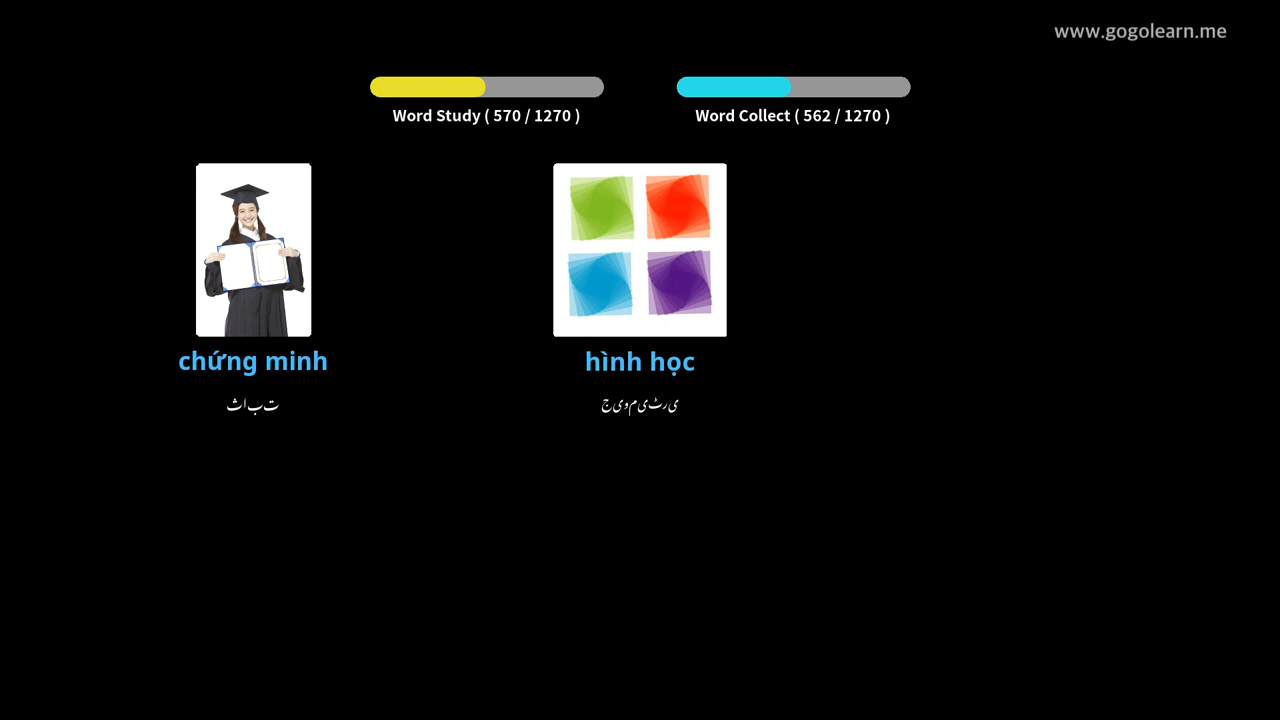 www.gogolearn.me
Word Study ( 570 / 1270 )
Word Collect ( 562 / 1270 )
chứng minh
ثابت
hình học
جیومیٹری